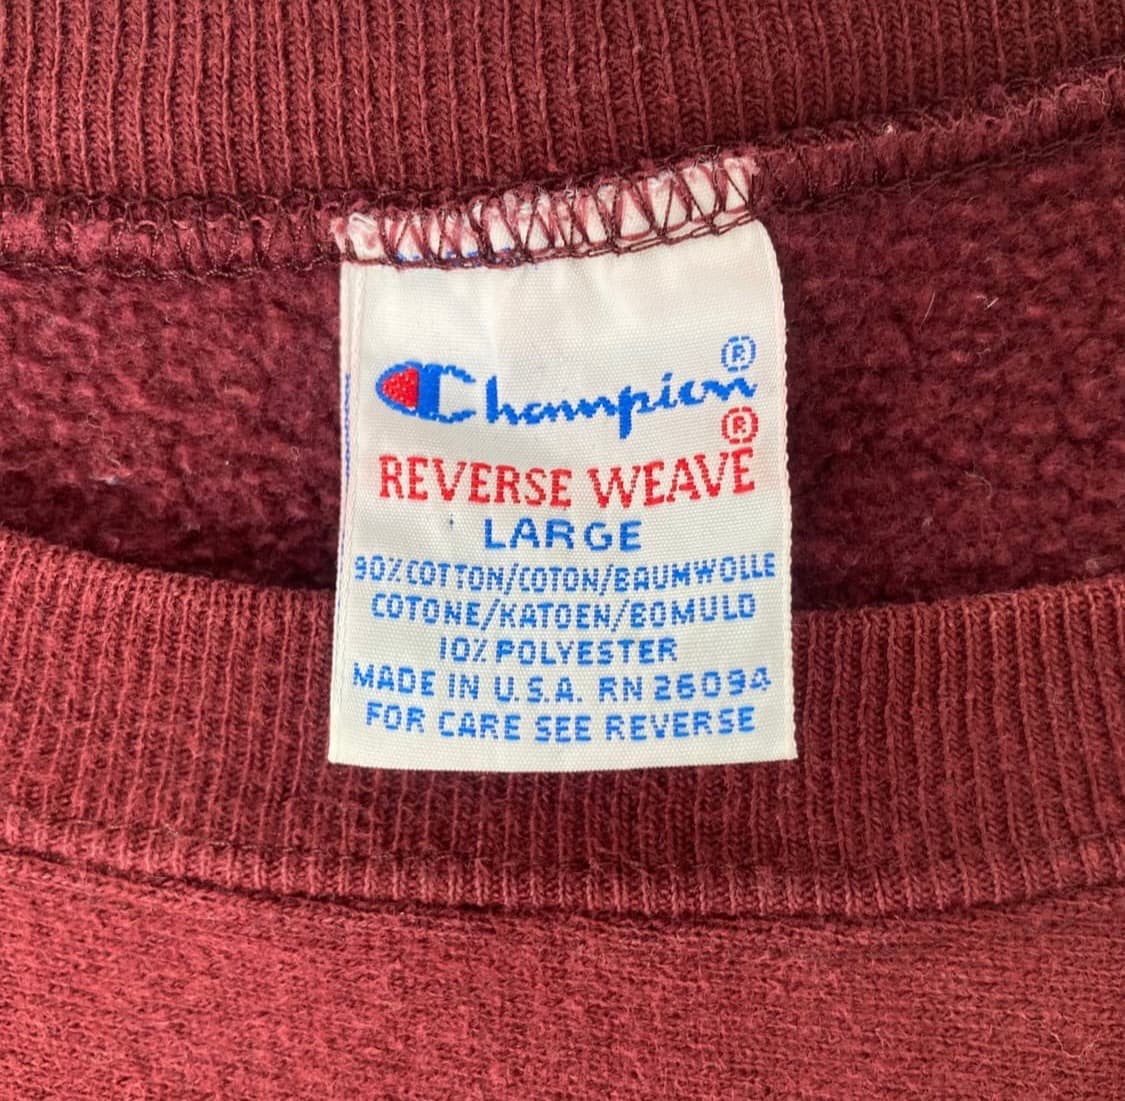 Champion®
REVERSE WEAVE®
LARGE
90% COTTON/COTON/BAUMWOLLE
COTONE/KATOEN/BOMULD
10% POLYESTER
MADE IN U.S.A. RN 26094
FOR CARE SEE REVERSE